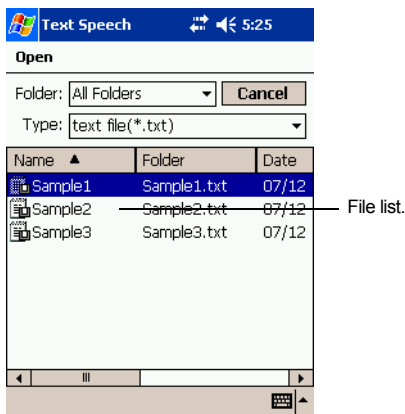 Text Speech 5:25
Open
Folder: All Folders Cancel
Type: text file(*.txt)
Name Folder Date
Sample1 Sample1.txt 07/12
Sample2 Sample2.txt 07/12 File list.
Sample3 Sample3.txt 07/12